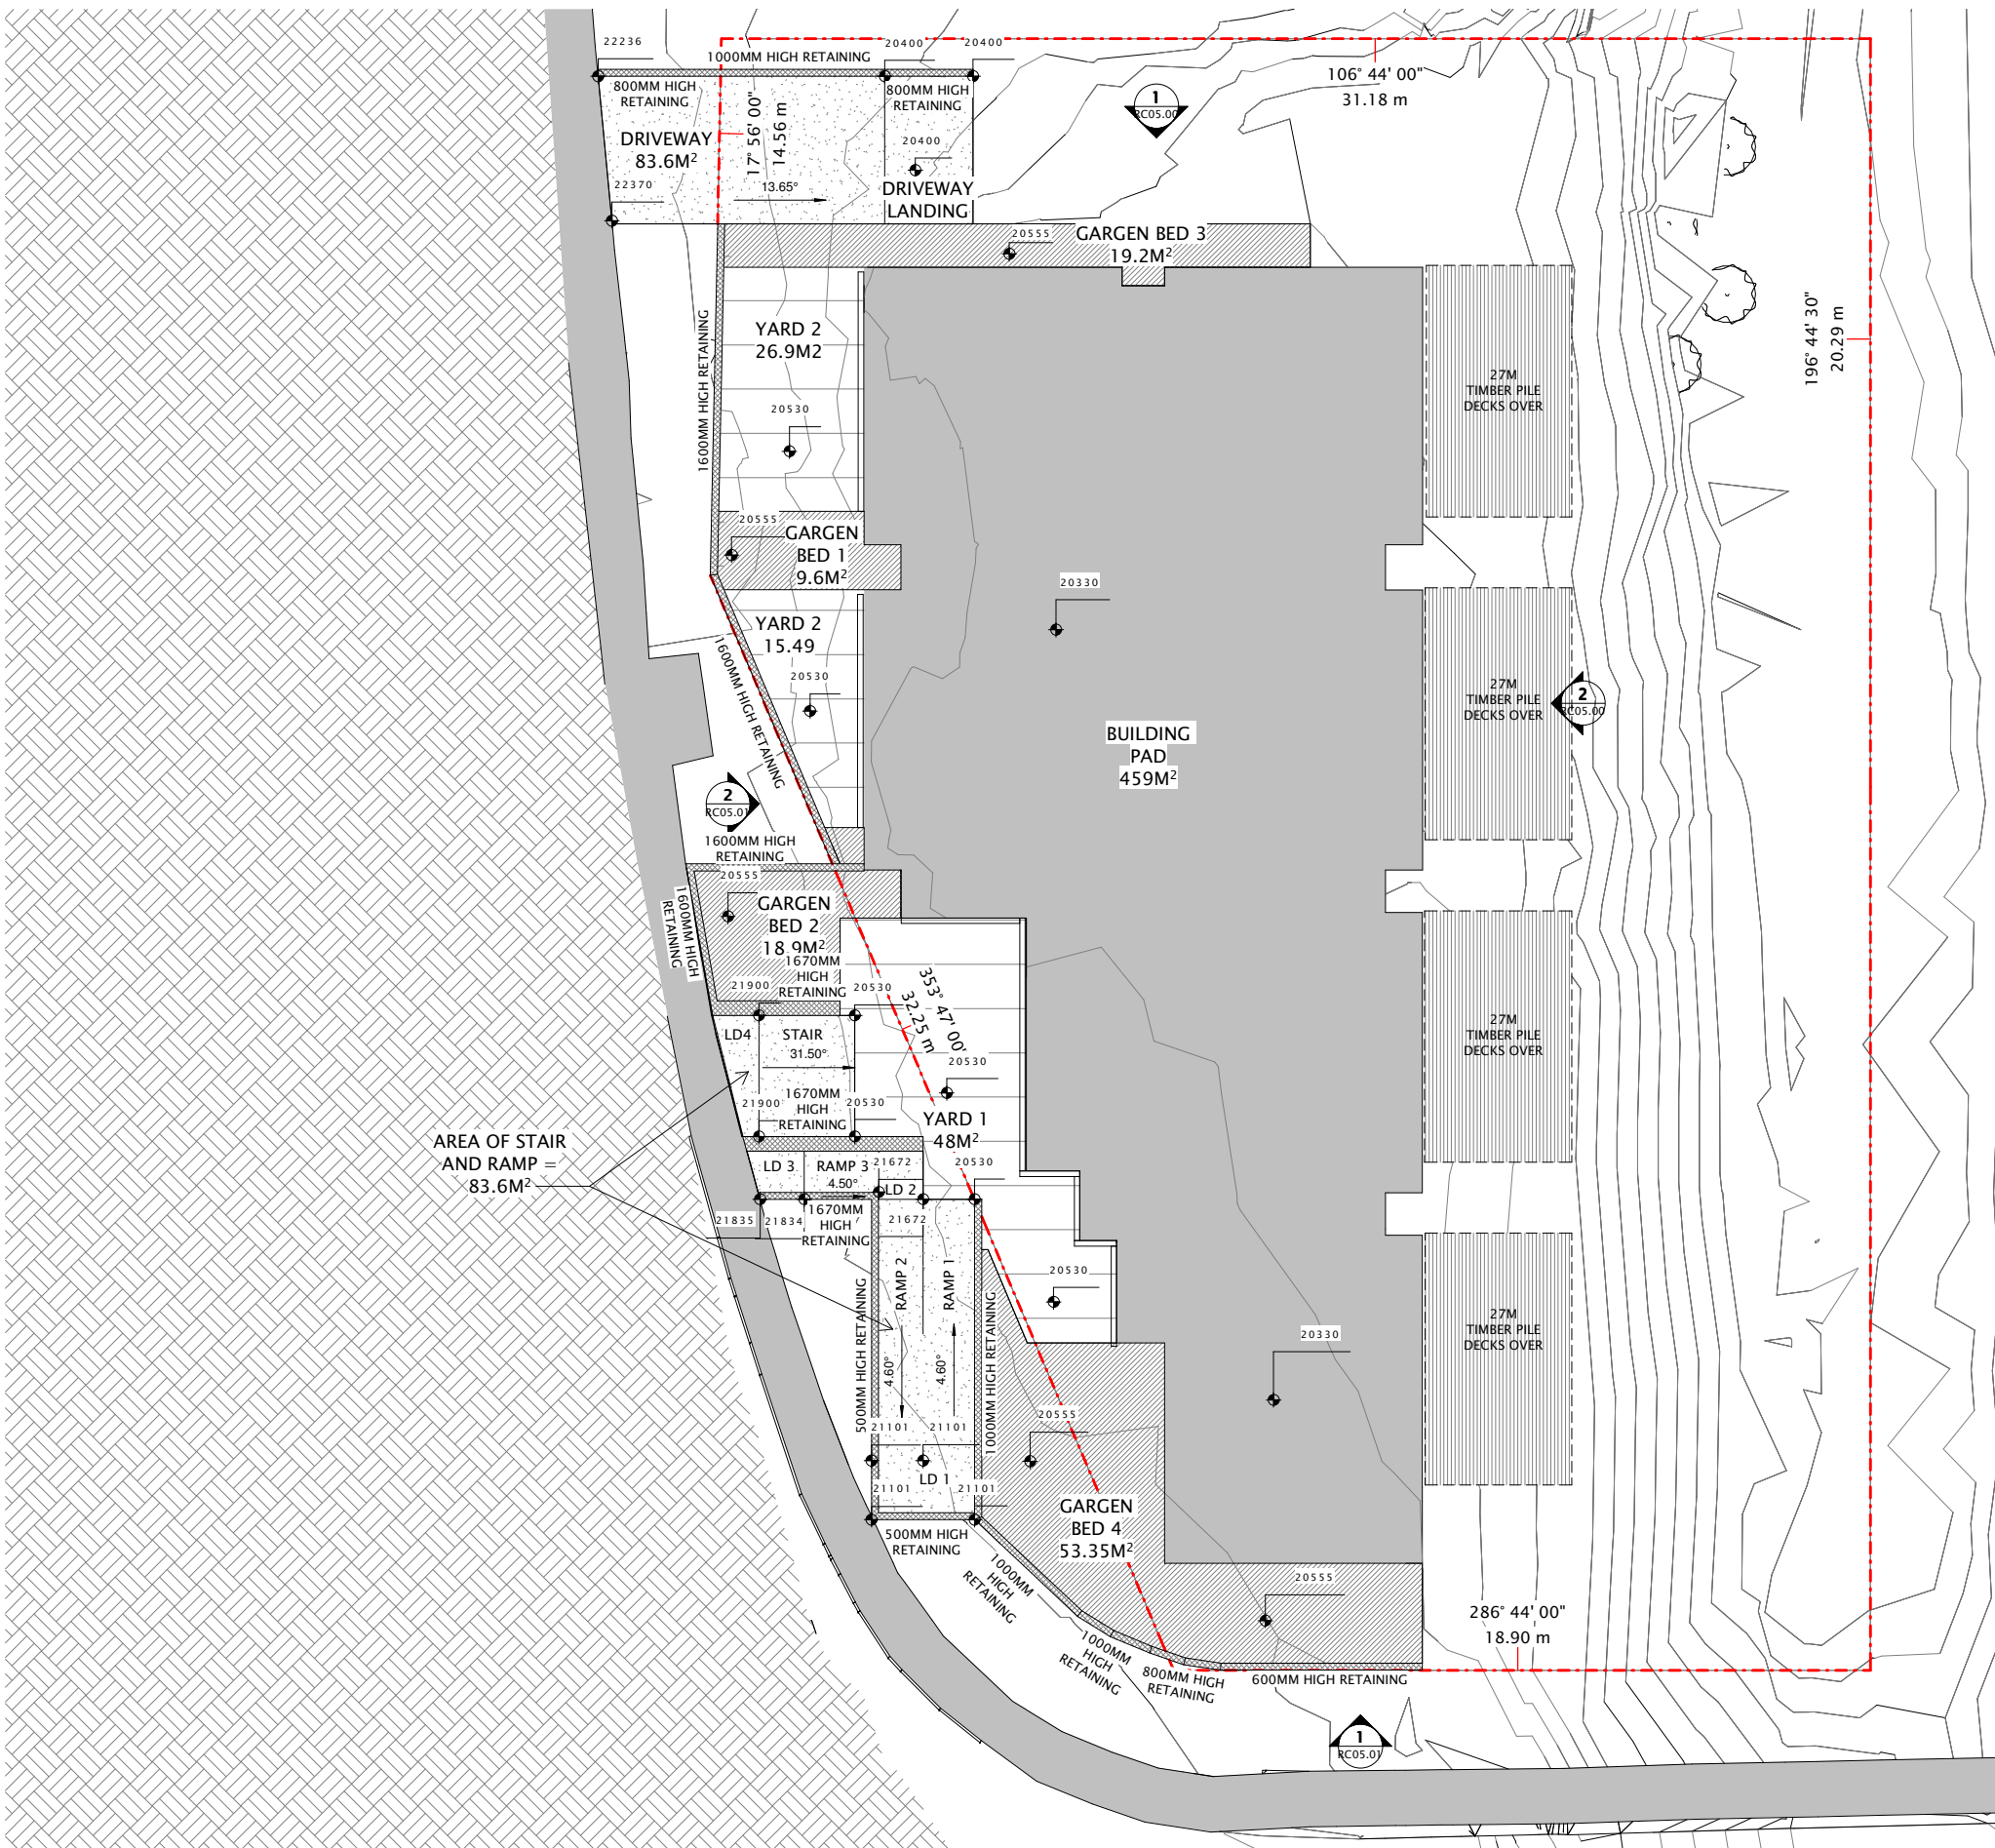 22236
1000MM HIGH RETAINING
20400
20400
800MM HIGH
RETAINING
800MM HIGH
RETAINING
DRIVEWAY
83.6M²
17° 56' 00"
14.56 m
20400
22370
13.65°
DRIVEWAY
LANDING
1
RC05.00
106° 44' 00"
31.18 m
20555
GARGEN BED 3
19.2M²
1600MM HIGH RETAINING
YARD 2
26.9M2
20530
196° 44' 30"
20.29 m
27M
TIMBER PILE
DECKS OVER
20555
GARGEN
BED 1
9.6M²
20330
YARD 2
15.49
20530
1600MM HIGH RETAINING
27M
TIMBER PILE
DECKS OVER
2
RC05.00
BUILDING
PAD
459M²
2
RC05.01
1600MM HIGH
RETAINING
20555
1600MM HIGH
RETAINING
GARGEN
BED 2
18.9M²
1670MM
HIGH
RETAINING
21900
20530
353° 47' 00"
32.25 m
LD4
STAIR
31.50°
20530
27M
TIMBER PILE
DECKS OVER
21900
1670MM
HIGH
RETAINING
20530
YARD 1
48M²
AREA OF STAIR
AND RAMP =
83.6M²
LD 3
RAMP 3
4.50°
21672
20530
LD 2
21835
21834
1670MM
HIGH
RETAINING
21672
RAMP 2
RAMP 1
20530
500MM HIGH RETAINING
4.60°
4.60°
1000MM HIGH RETAINING
20330
27M
TIMBER PILE
DECKS OVER
20555
21101
21101
LD 1
21101
21101
GARGEN
BED 4
53.35M²
500MM HIGH
RETAINING
1000MM
HIGH
RETAINING
20555
286° 44' 00"
18.90 m
1000MM
HIGH
RETAINING
800MM HIGH
RETAINING
600MM HIGH RETAINING
1
RC05.01